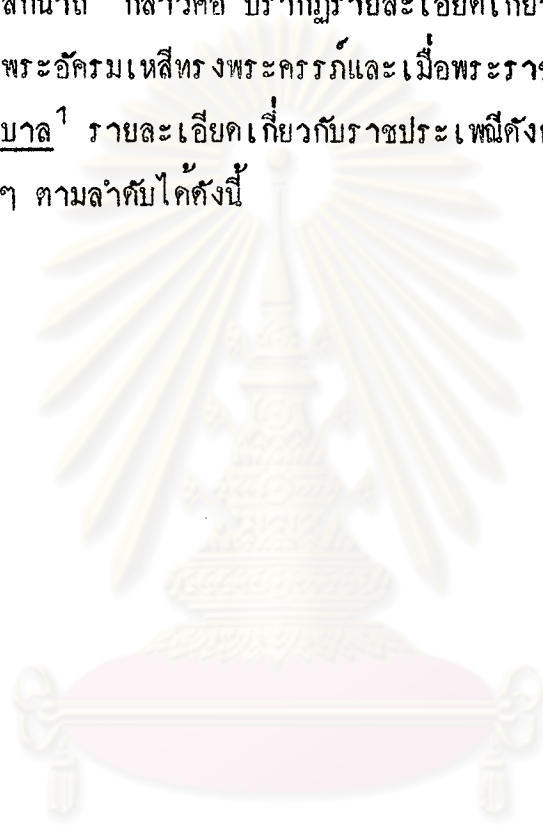 กล่าวคือ ปรากฏรายละเอียดเกี่ยว
พระอัครมเหสีทรงพระครรภ์และเมื่อพระราช
บาล ๑ รายละเอียดเกี่ยวกับราชประเพณีดัง
ๆ ตามลำดับได้ดังนี้